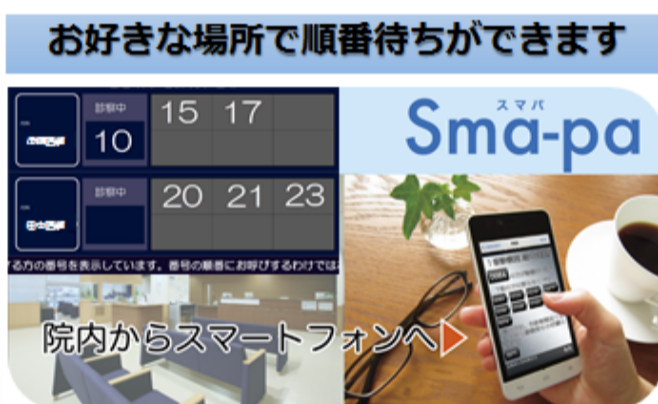 お好きな場所で順番待ちができます
スマパ
Sma-pa
診察中
15 17
10
診察中
20 21 23
る方の番号を表示しています。番号の順番にお呼びするわけでは
院内からスマートフォンへ